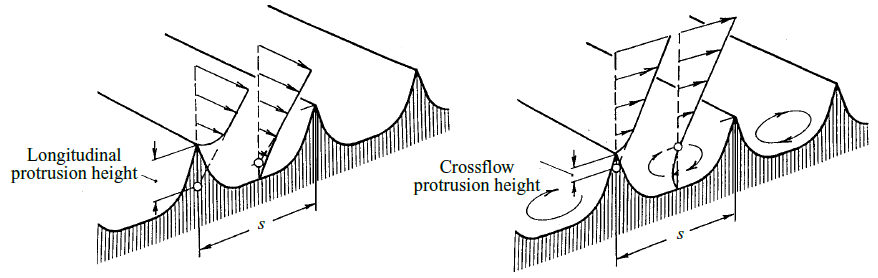 Longitudinal
protrusion height
s
Crossflow
protrusion height
s